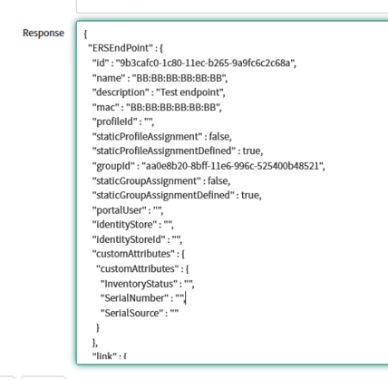 Response
{
"ERSEndPoint" : {
"id" : "9b3cafc0-1c80-11ec-b265-9a9fc6c2c68a",
"name" : "BB:BB:BB:BB:BB:BB",
"description" : "Test endpoint",
"mac" : "BB:BB:BB:BB:BB:BB",
"profileId" : "",
"staticProfileAssignment" : false,
"staticProfileAssignmentDefined" : true,
"groupId" : "aa0e8b20-8bff-11e6-996c-525400b48521",
"staticGroupAssignment" : false,
"staticGroupAssignmentDefined" : true,
"portalUser" : "",
"identityStore" : "",
"identityStoreId" : "",
"customAttributes" : {
"customAttributes" : {
"InventoryStatus" : "",
"SerialNumber" : "",
"SerialSource" : ""
}
},
"link" : {